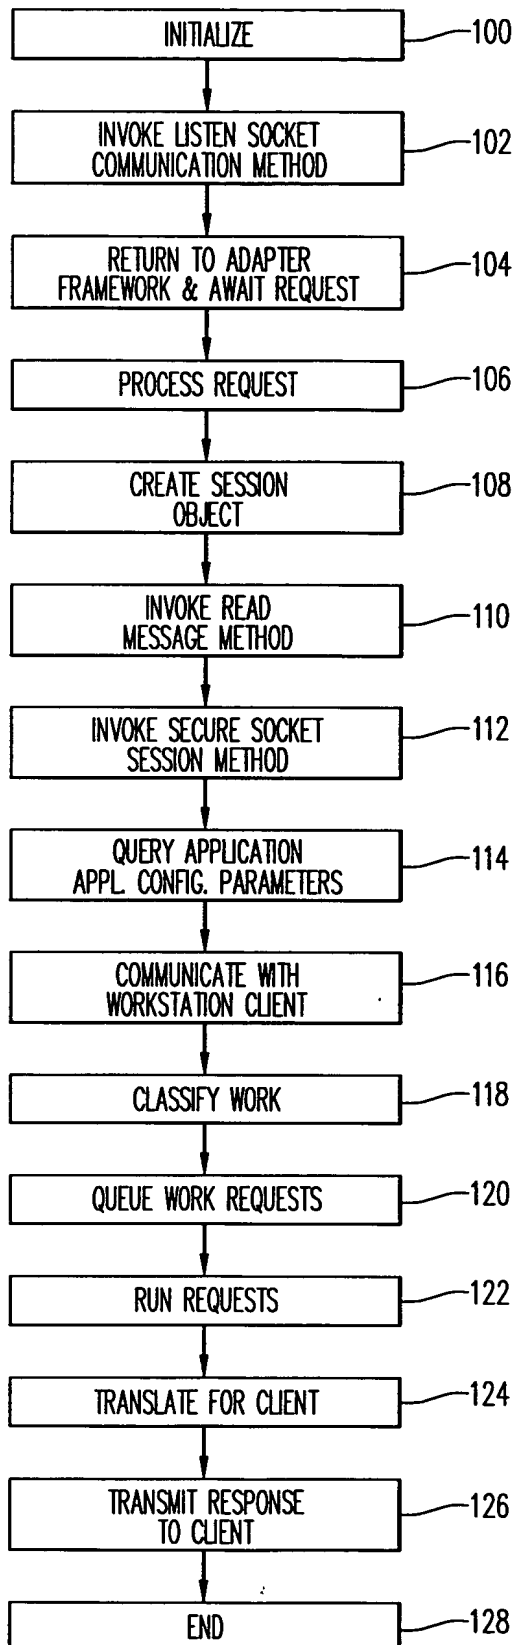 INITIALIZE
100
INVOKE LISTEN SOCKET
COMMUNICATION METHOD
102
RETURN TO ADAPTER
FRAMEWORK & AWAIT REQUEST
104
PROCESS REQUEST
106
CREATE SESSION
OBJECT
108
INVOKE READ
MESSAGE METHOD
110
INVOKE SECURE SOCKET
SESSION METHOD
112
QUERY APPLICATION
APPL. CONFIG. PARAMETERS
114
COMMUNICATE WITH
WORKSTATION CLIENT
116
CLASSIFY WORK
118
QUEUE WORK REQUESTS
120
RUN REQUESTS
122
TRANSLATE FOR CLIENT
124
TRANSMIT RESPONSE
TO CLIENT
126
END
128